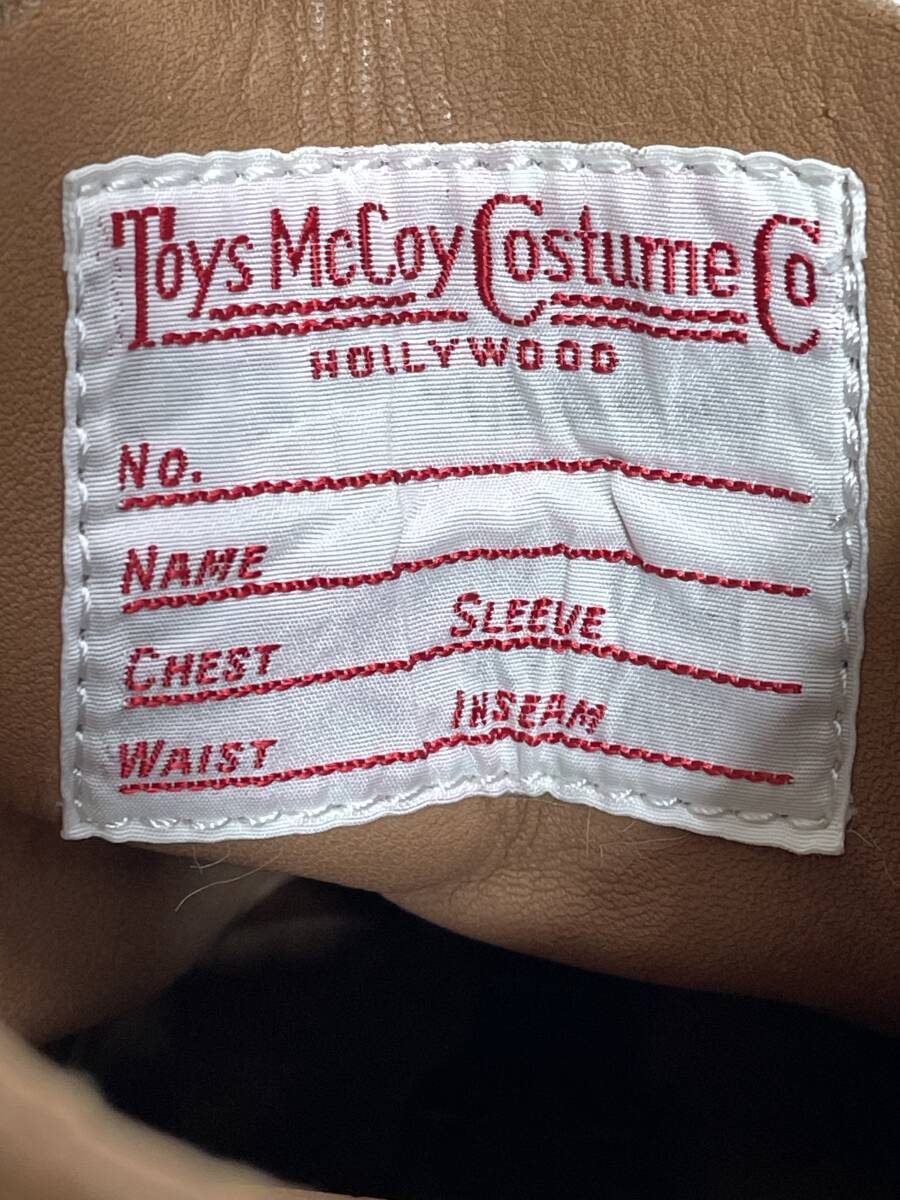 Toys McCoy Costume Co
HOLLYWOOD
No.
NAME
CHEST SLEEVE
WAIST INSEAM